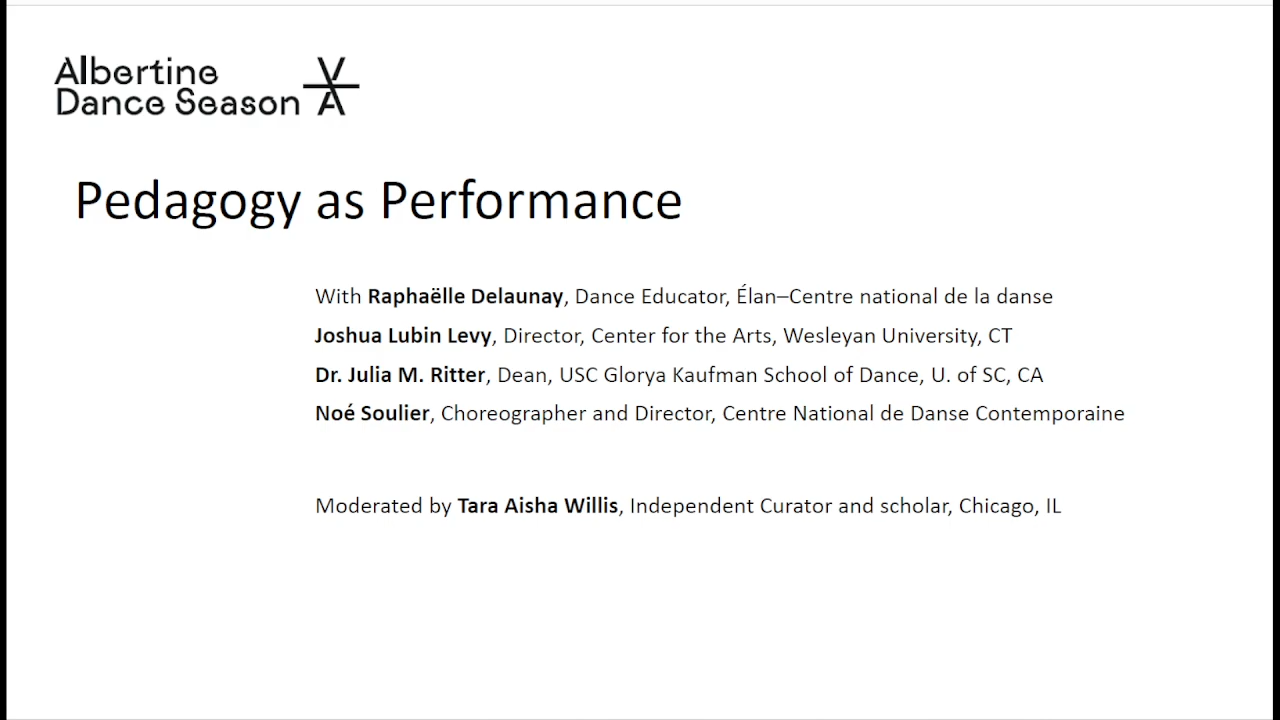 Albertine
Dance Season VA
Pedagogy as Performance
With Raphaëlle Delaunay, Dance Educator, Élan–Centre national de la danse
Joshua Lubin Levy, Director, Center for the Arts, Wesleyan University, CT
Dr. Julia M. Ritter, Dean, USC Glorya Kaufman School of Dance, U. of SC, CA
Noé Soulier, Choreographer and Director, Centre National de Danse Contemporaine
Moderated by Tara Aisha Willis, Independent Curator and scholar, Chicago, IL